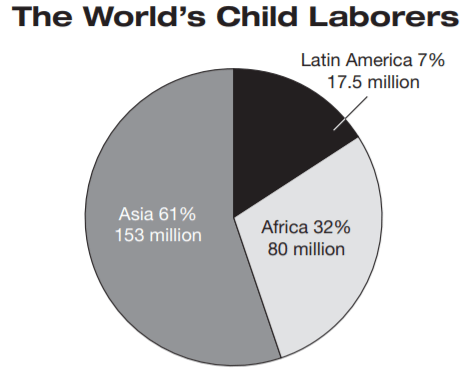 The World's Child Laborers
Latin America 7%
17.5 million
Asia 61%
153 million
Africa 32%
80 million